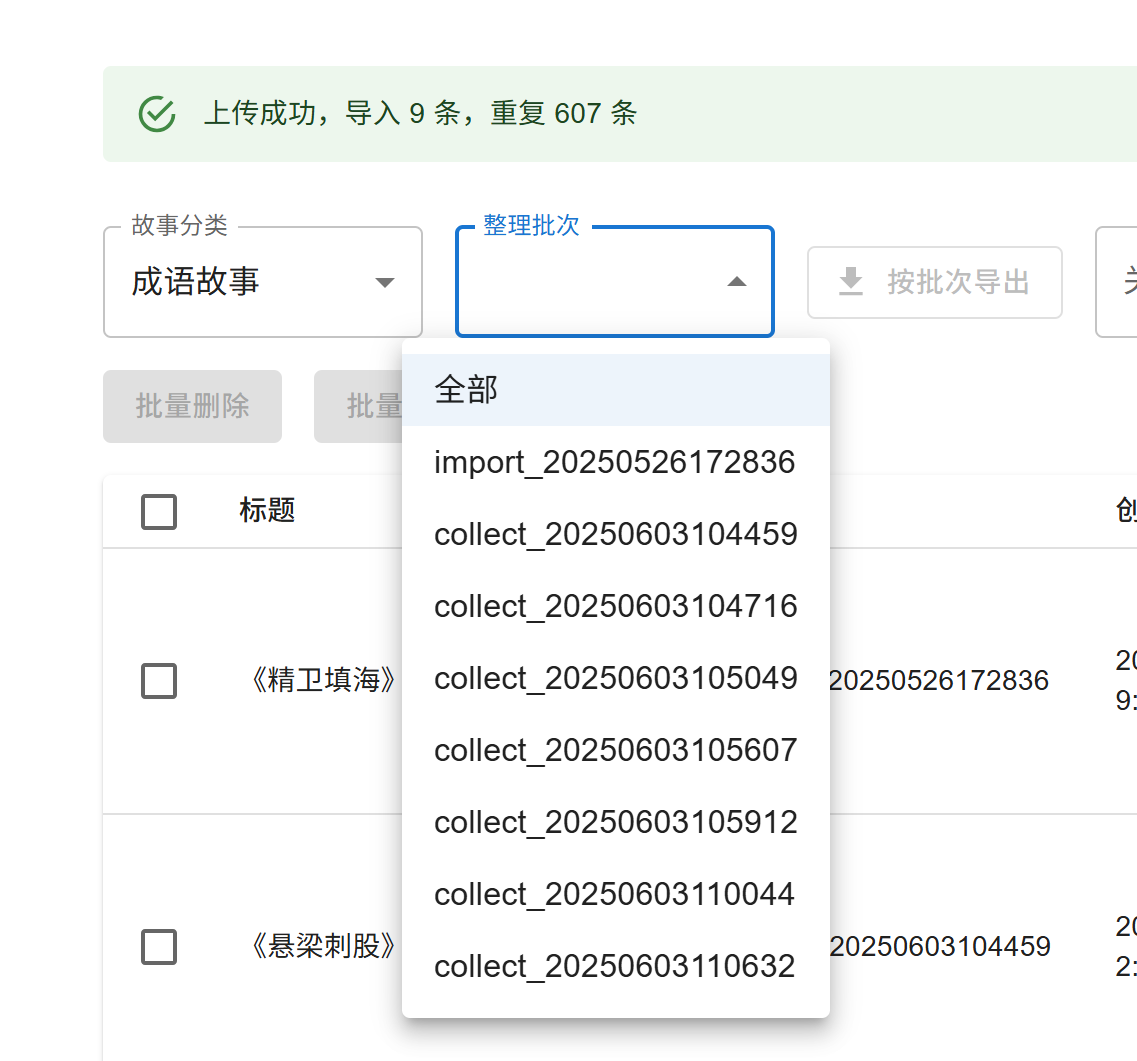 上传成功，导入 9 条，重复 607 条
故事分类
成语故事
整理批次
按批次导出
批量删除
批量
全部
import_20250526172836
collect_20250603104459
collect_20250603104716
collect_20250603105049
collect_20250603105607
collect_20250603105912
collect_20250603110044
collect_20250603110632
标题
创
《精卫填海》
20250526172836
20
9:
《悬梁刺股》
20250603104459
20
2: